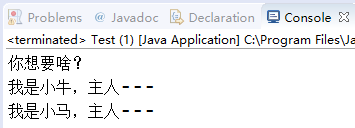 Problems @ Javadoc Declaration Console
<terminated> Test (1) [Java Application] C:\Program Files\Ja
你想要啥？
我是小牛，主人---
我是小马，主人---